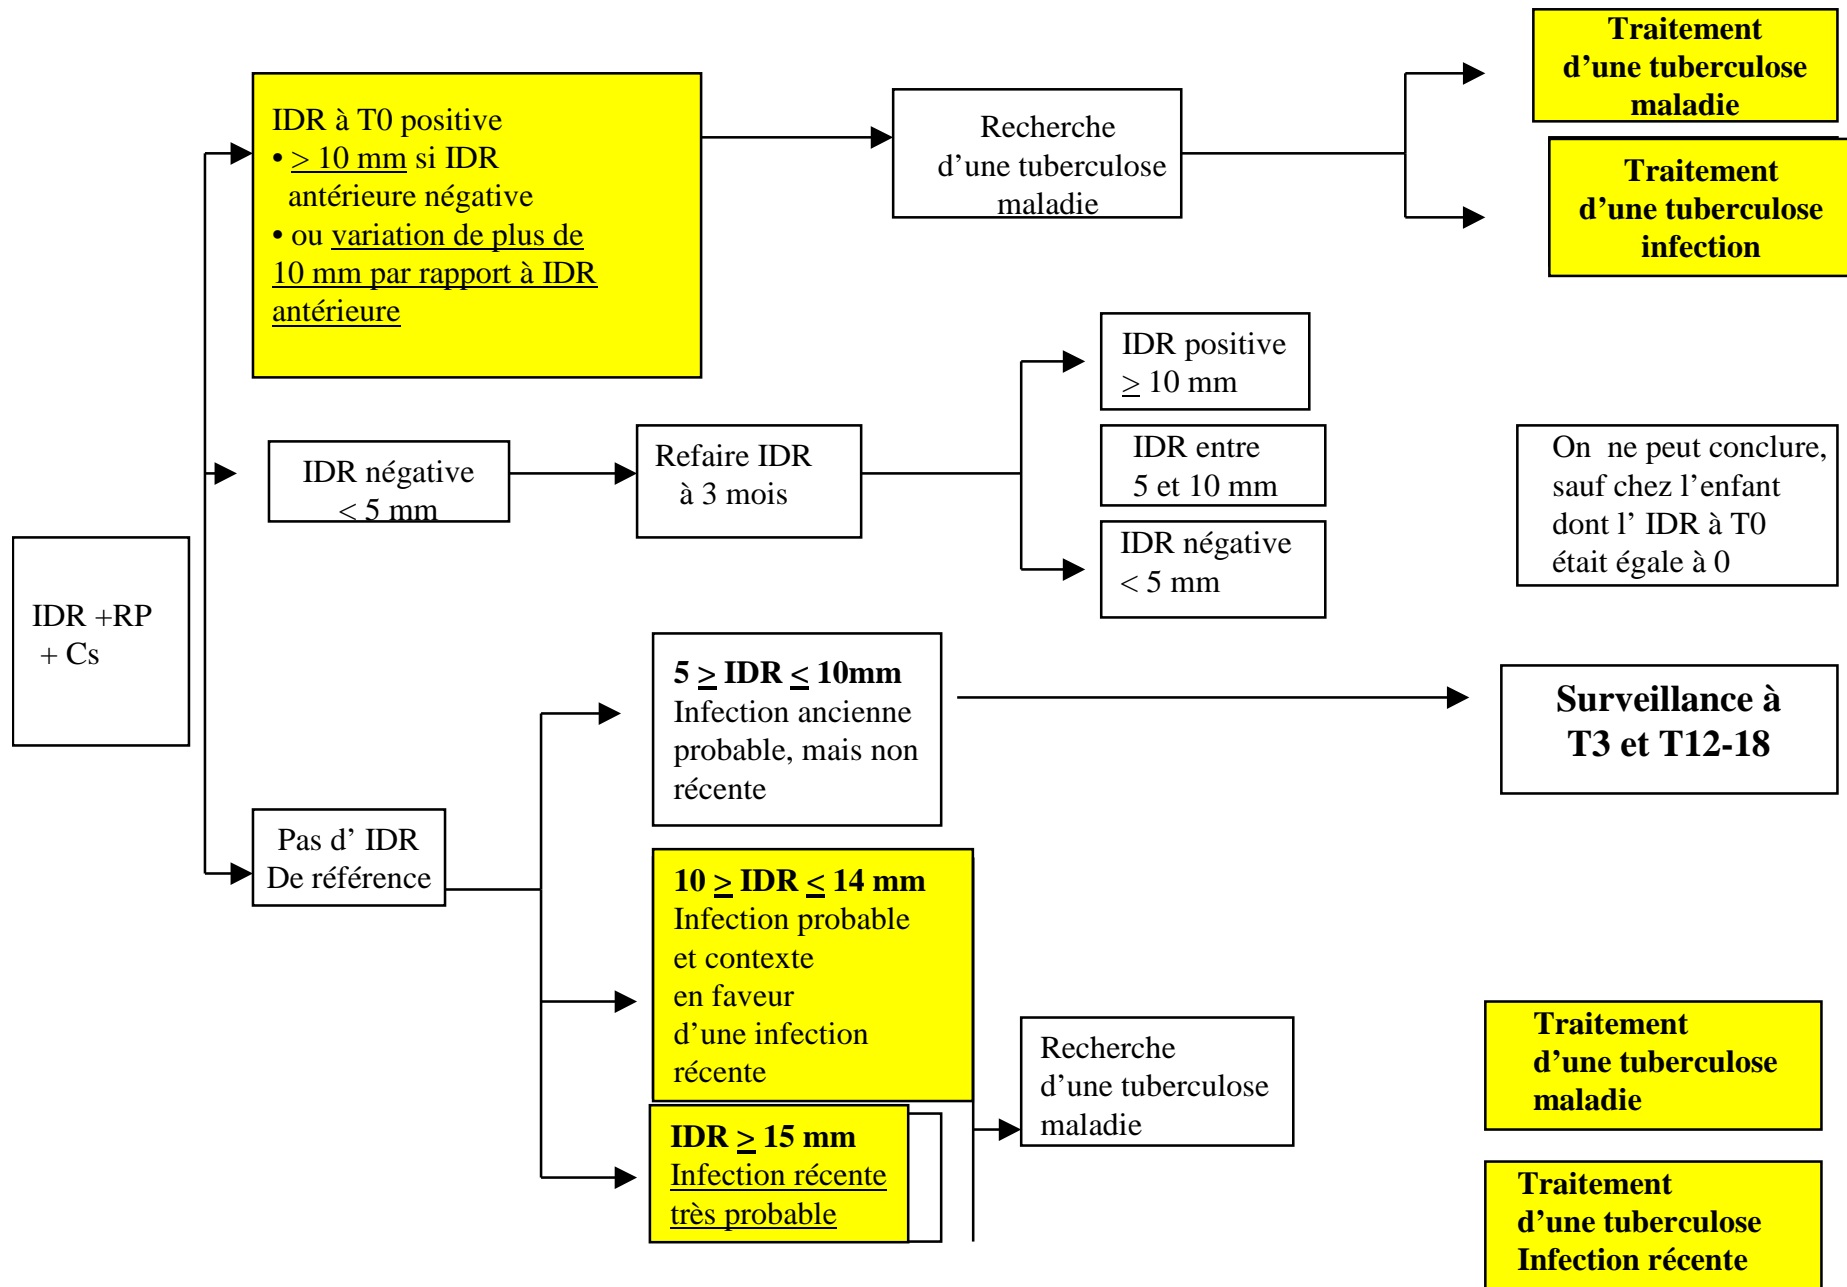 IDR à T0 positive
• > 10 mm si IDR
antérieure négative
• ou variation de plus de
10 mm par rapport à IDR
antérieure
Recherche
d’une tuberculose
maladie
Traitement
d’une tuberculose
maladie
Traitement
d’une tuberculose
infection
IDR négative
< 5 mm
Refaire IDR
à 3 mois
IDR positive
≥ 10 mm
IDR entre
5 et 10 mm
IDR négative
< 5 mm
On ne peut conclure,
sauf chez l’enfant
dont l’ IDR à T0
était égale à 0
IDR +RP
+ Cs
Pas d’ IDR
De référence
5 ≥ IDR ≤ 10mm
Infection ancienne
probable, mais non
récente
Surveillance à
T3 et T12-18
10 ≥ IDR ≤ 14 mm
Infection probable
et contexte
en faveur
d’une infection
récente
IDR ≥ 15 mm
Infection récente
très probable
Recherche
d’une tuberculose
maladie
Traitement
d’une tuberculose
maladie
Traitement
d’une tuberculose
Infection récente